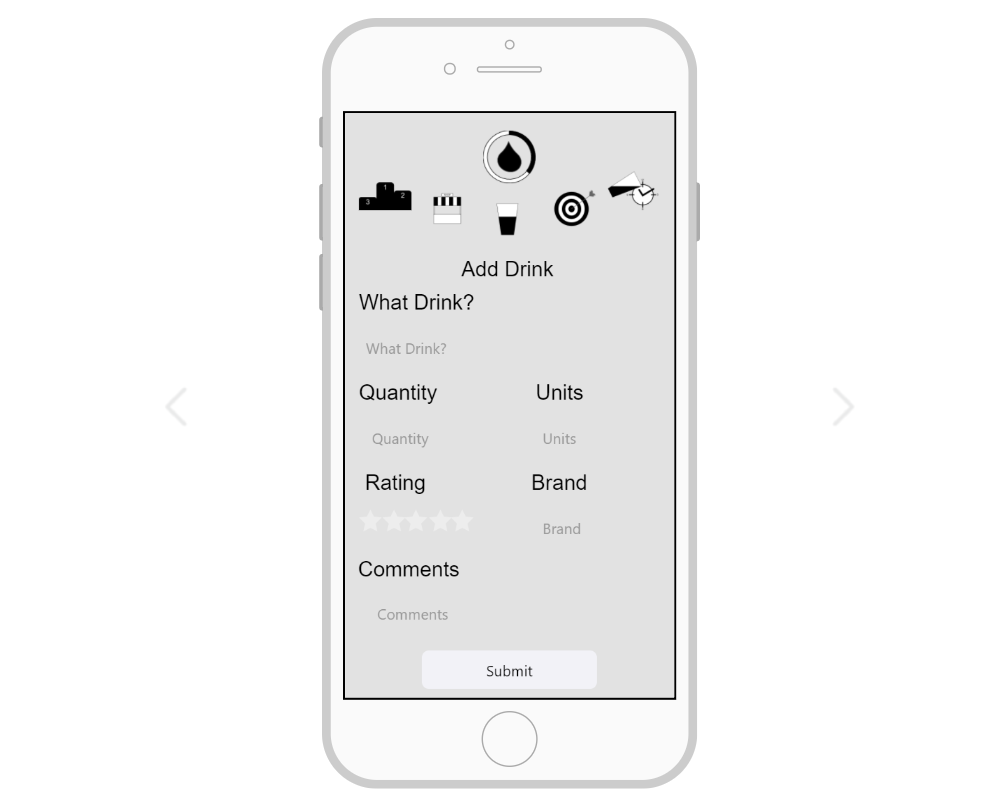 1
2
3
Add Drink
What Drink?
What Drink?
Quantity Units
Quantity Units
Rating Brand
Brand
Comments
Comments
Submit